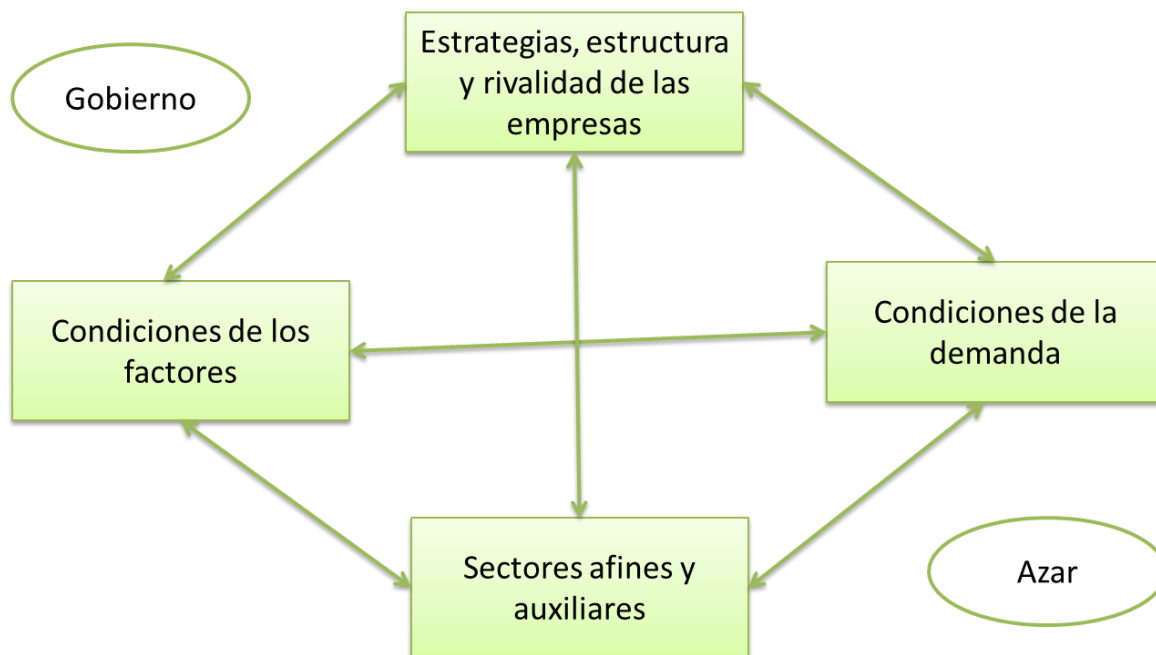 Estrategias, estructura
y rivalidad de las
empresas
Gobierno
Condiciones de los
factores
Condiciones de la
demanda
Sectores afines y
auxiliares
Azar